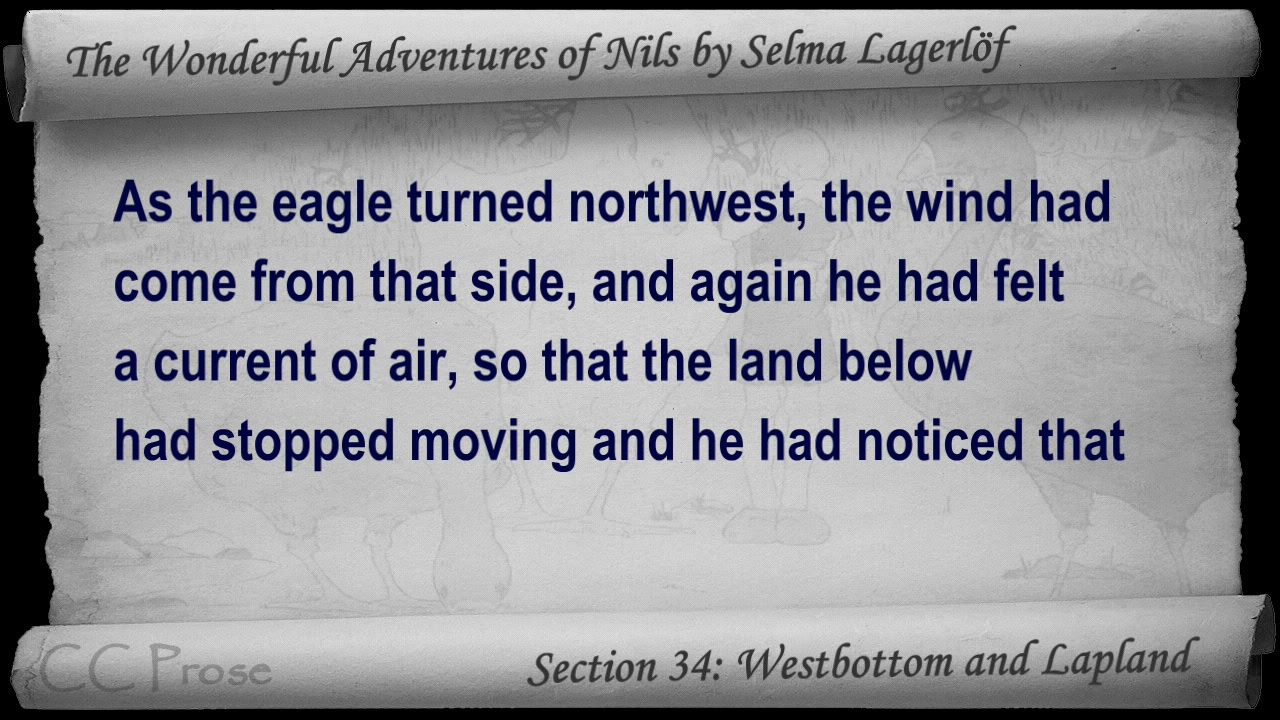 The Wonderful Adventures of Nils by Selma Lagerlöf
As the eagle turned northwest, the wind had
come from that side, and again he had felt
a current of air, so that the land below
had stopped moving and he had noticed that
CC Prose
Section 34: Westbottom and Lapland